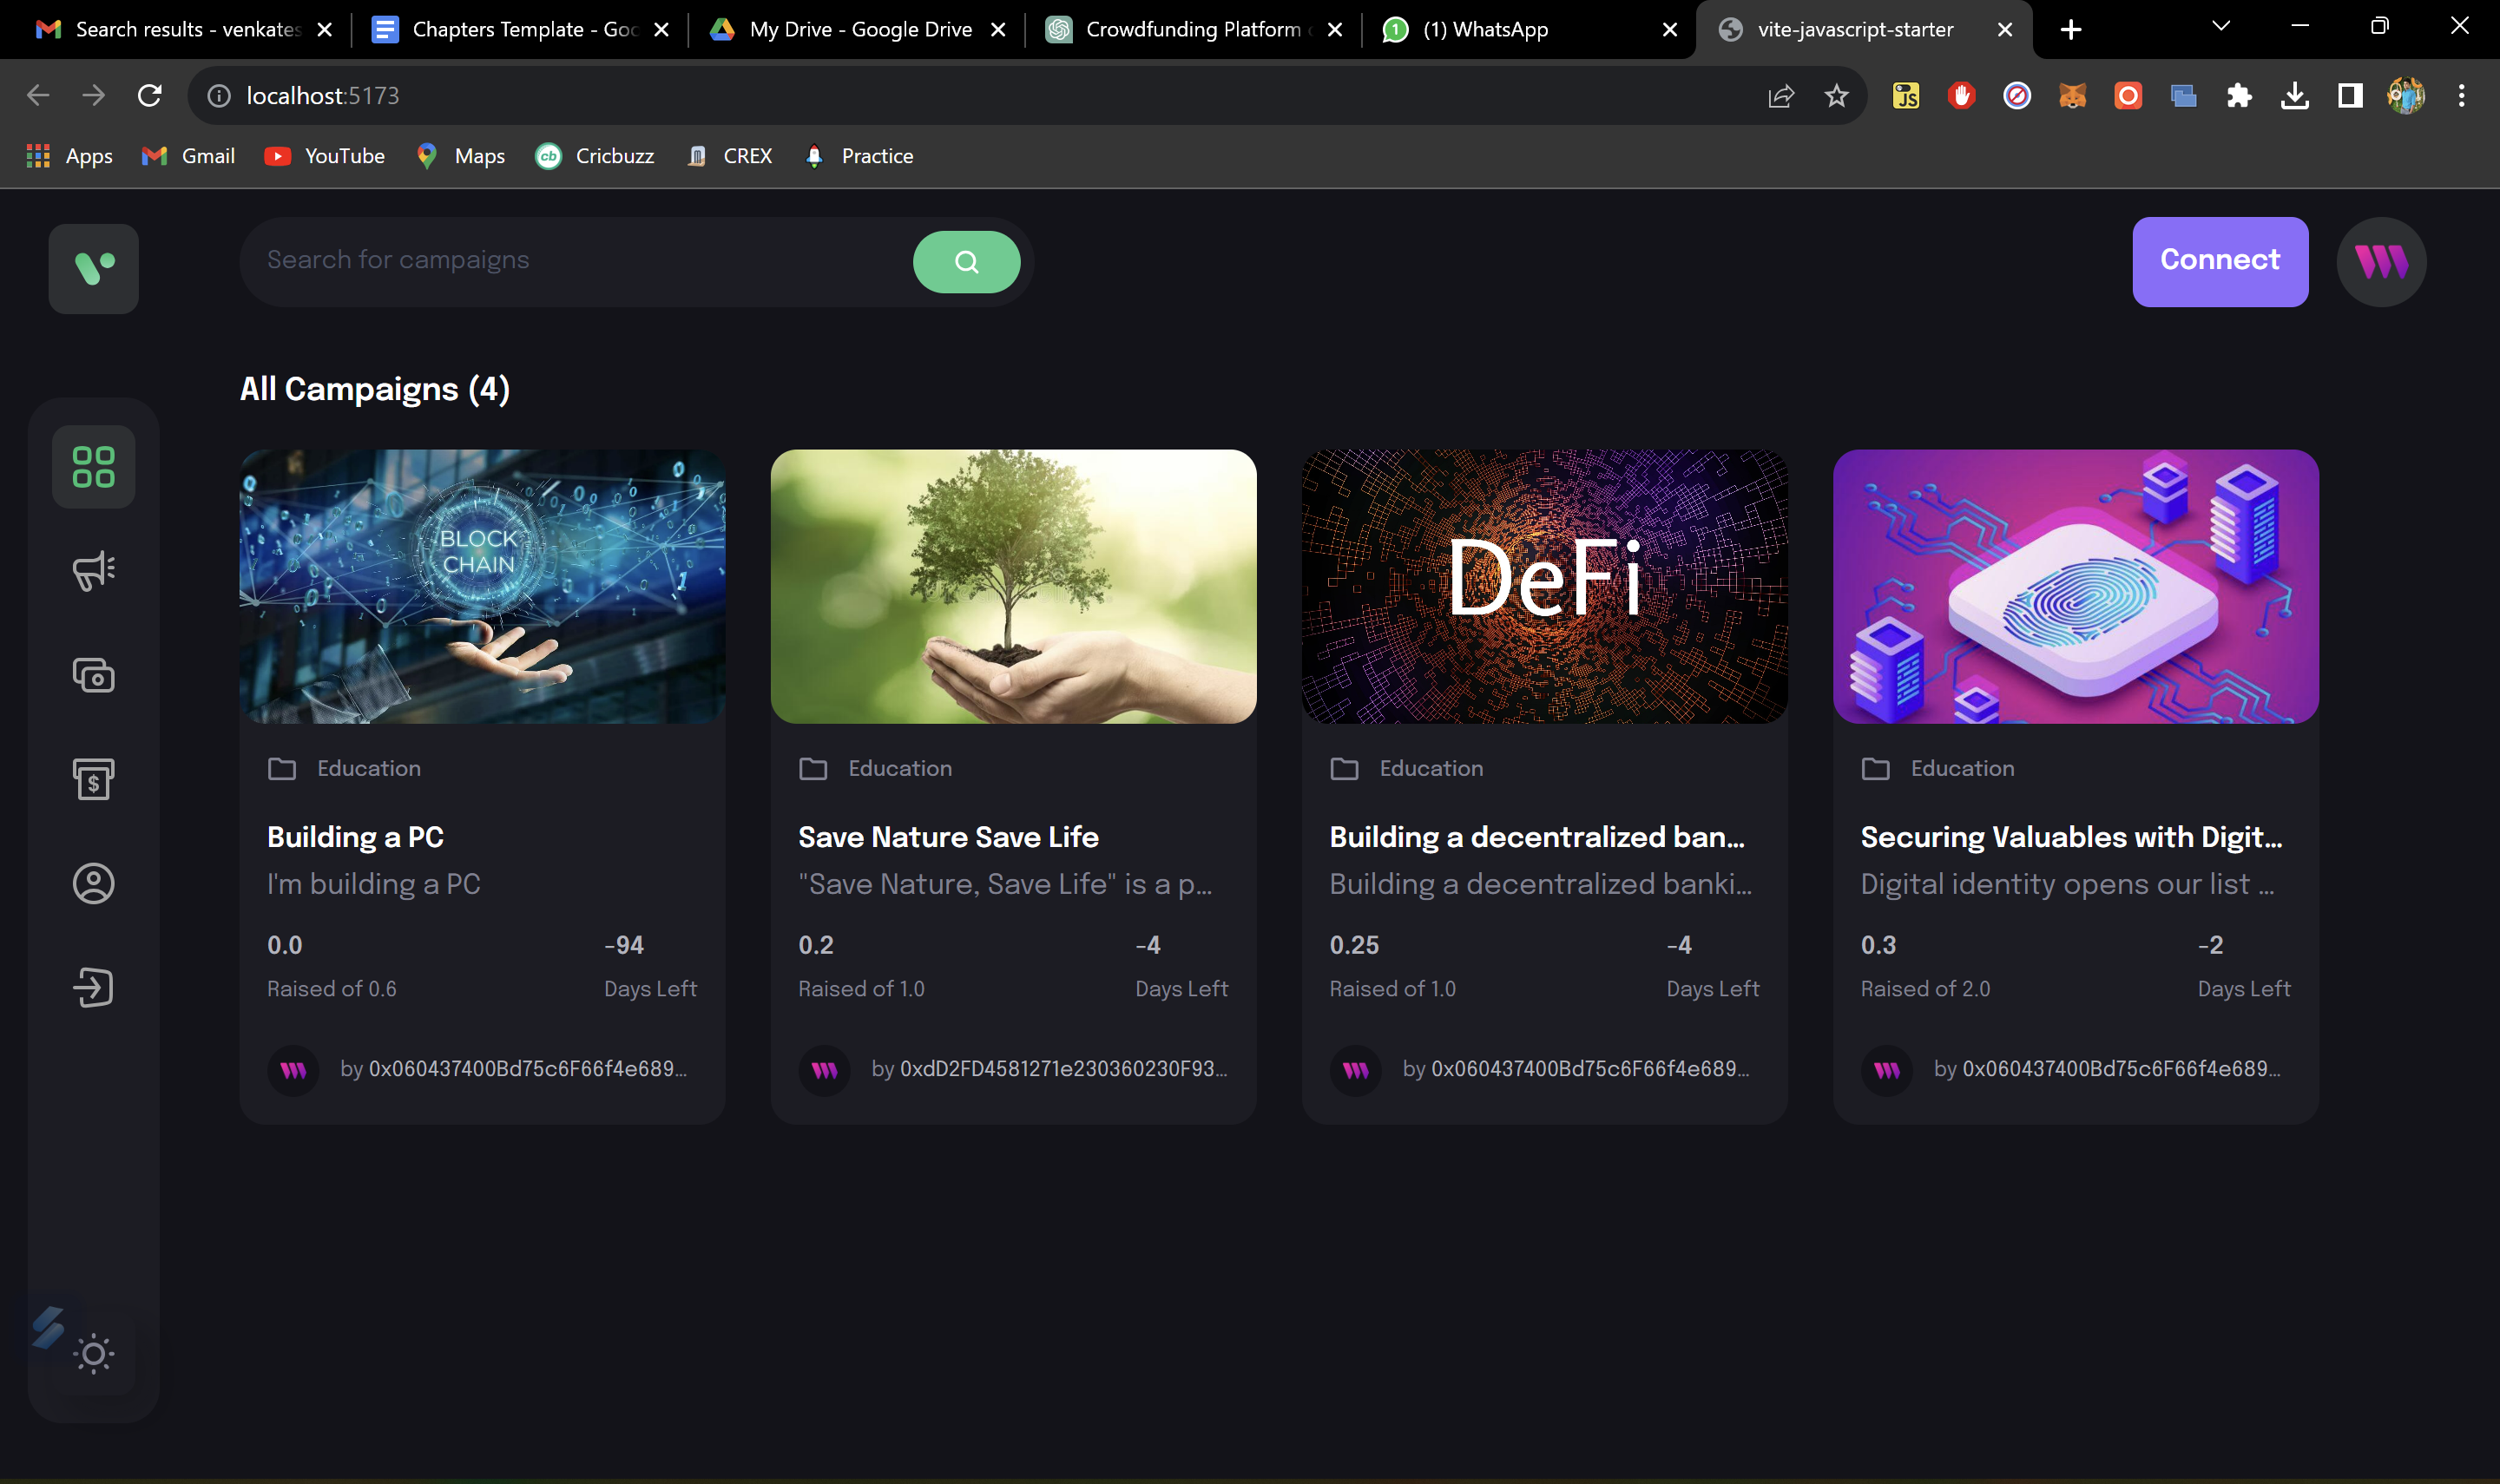 Search results - venkates
Chapters Template - Goo
My Drive - Google Drive
Crowdfunding Platform
(1) WhatsApp
vite-javascript-starter
localhost:5173
JS
Apps
Gmail
YouTube
Maps
cb
Cricbuzz
CREX
Practice
Search for campaigns
Connect
All Campaigns (4)
BLOCK
CHAIN
DeFi
Education
Education
Education
Education
Building a PC
Save Nature Save Life
Building a decentralized ban...
Securing Valuables with Digit...
I'm building a PC
"Save Nature, Save Life" is a p...
Building a decentralized banki...
Digital identity opens our list ...
0.0
-94
0.2
-4
0.25
-4
0.3
-2
Raised of 0.6
Days Left
Raised of 1.0
Days Left
Raised of 1.0
Days Left
Raised of 2.0
Days Left
by 0x060437400Bd75c6F66f4e689...
by 0xdD2FD4581271e230360230F93...
by 0x060437400Bd75c6F66f4e689...
by 0x060437400Bd75c6F66f4e689...